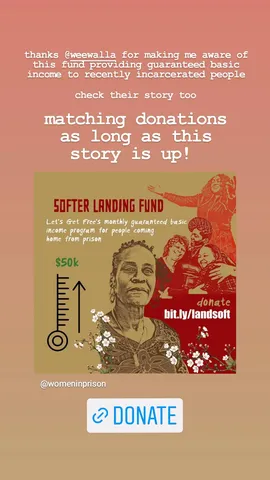 thanks @weewalla for making me aware of
this fund providing guaranteed basic
income to recently incarcerated people
check their story too
matching donations
as long as this
story is up!
SOFTER LANDING FUND
Let's Get Free's monthly guaranteed basic
income program for people coming
home from prison
$50k
donate
bit.ly/landsoft
@womeninprison
DONATE